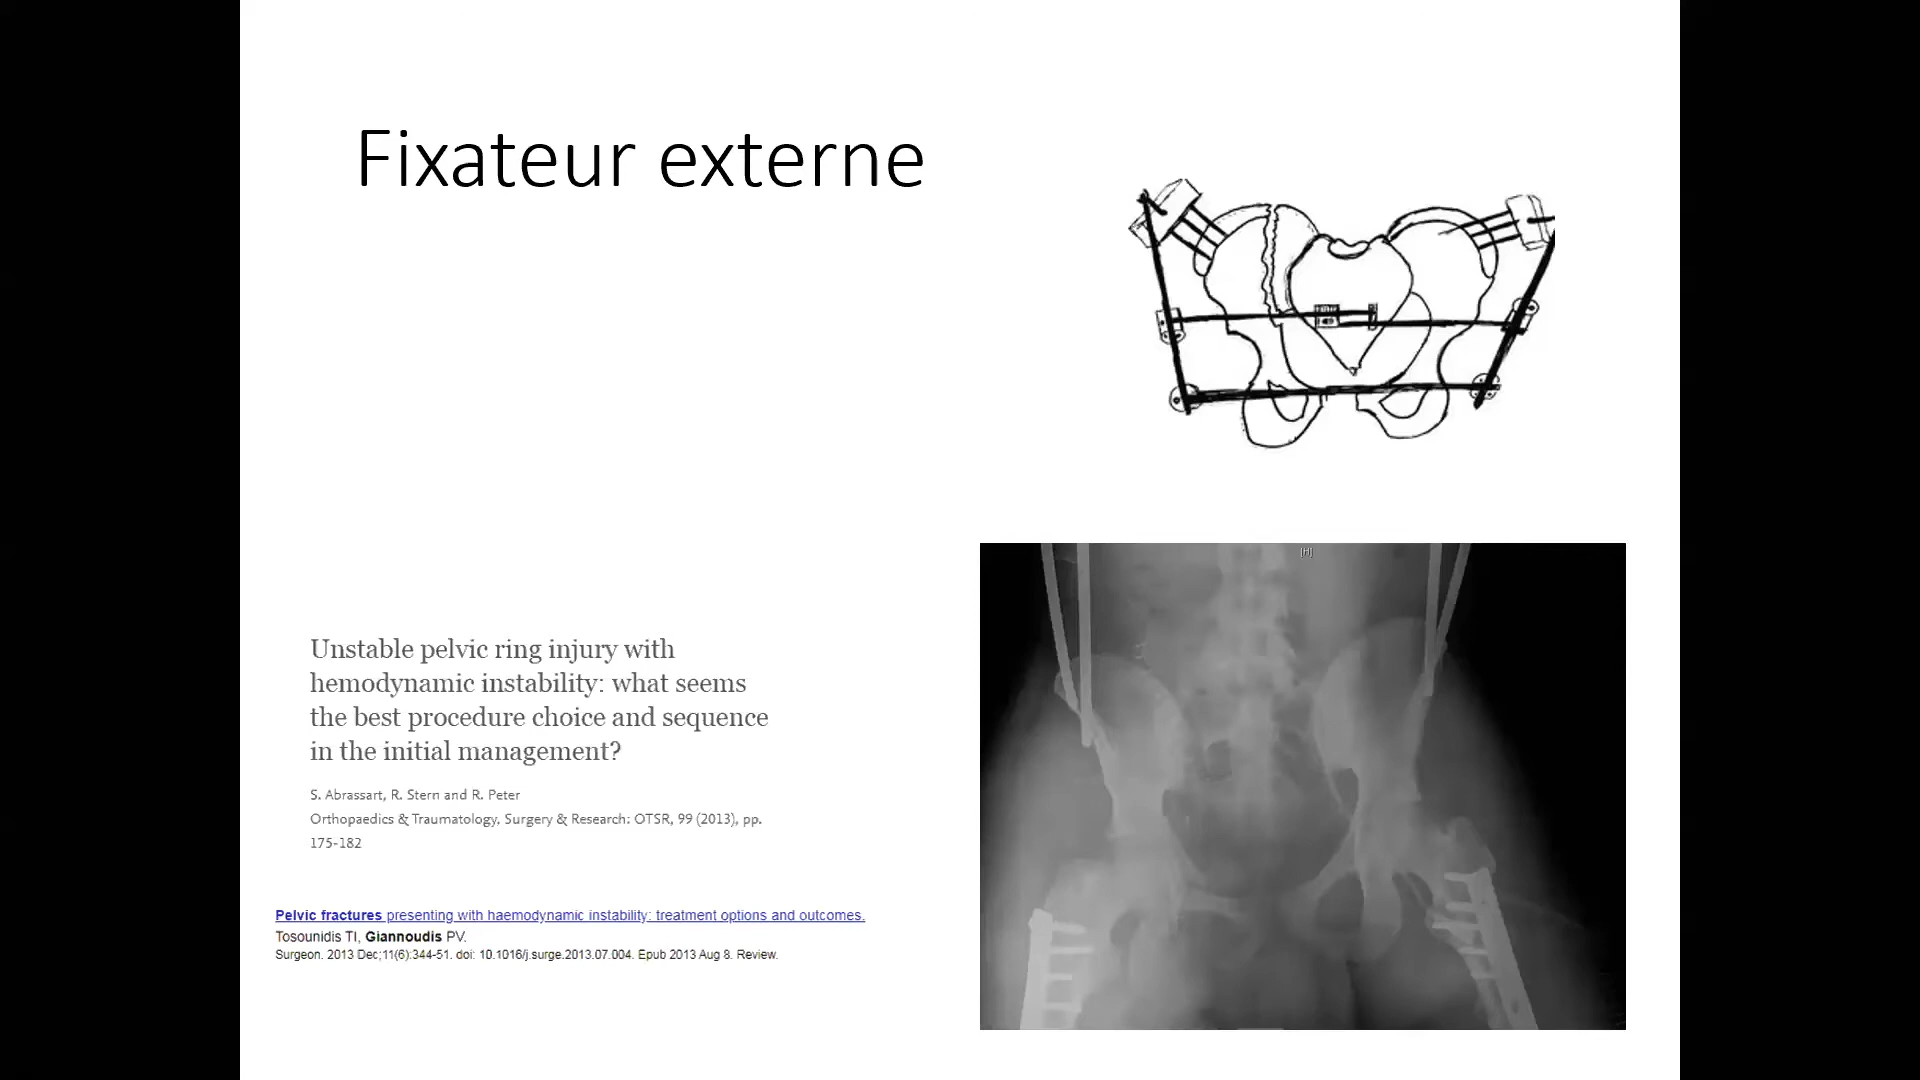 Fixateur externe
[H]
Unstable pelvic ring injury with
hemodynamic instability: what seems
the best procedure choice and sequence
in the initial management?
S. Abrassart, R. Stern and R. Peter
Orthopaedics & Traumatology, Surgery & Research: OTSR, 99 (2013), pp.
175-182
Pelvic fractures presenting with haemodynamic instability: treatment options and outcomes.
Tosounidis TI, Giannoudis PV.
Surgeon. 2013 Dec;11(6):344-51. doi: 10.1016/j.surge.2013.07.004. Epub 2013 Aug 8. Review.